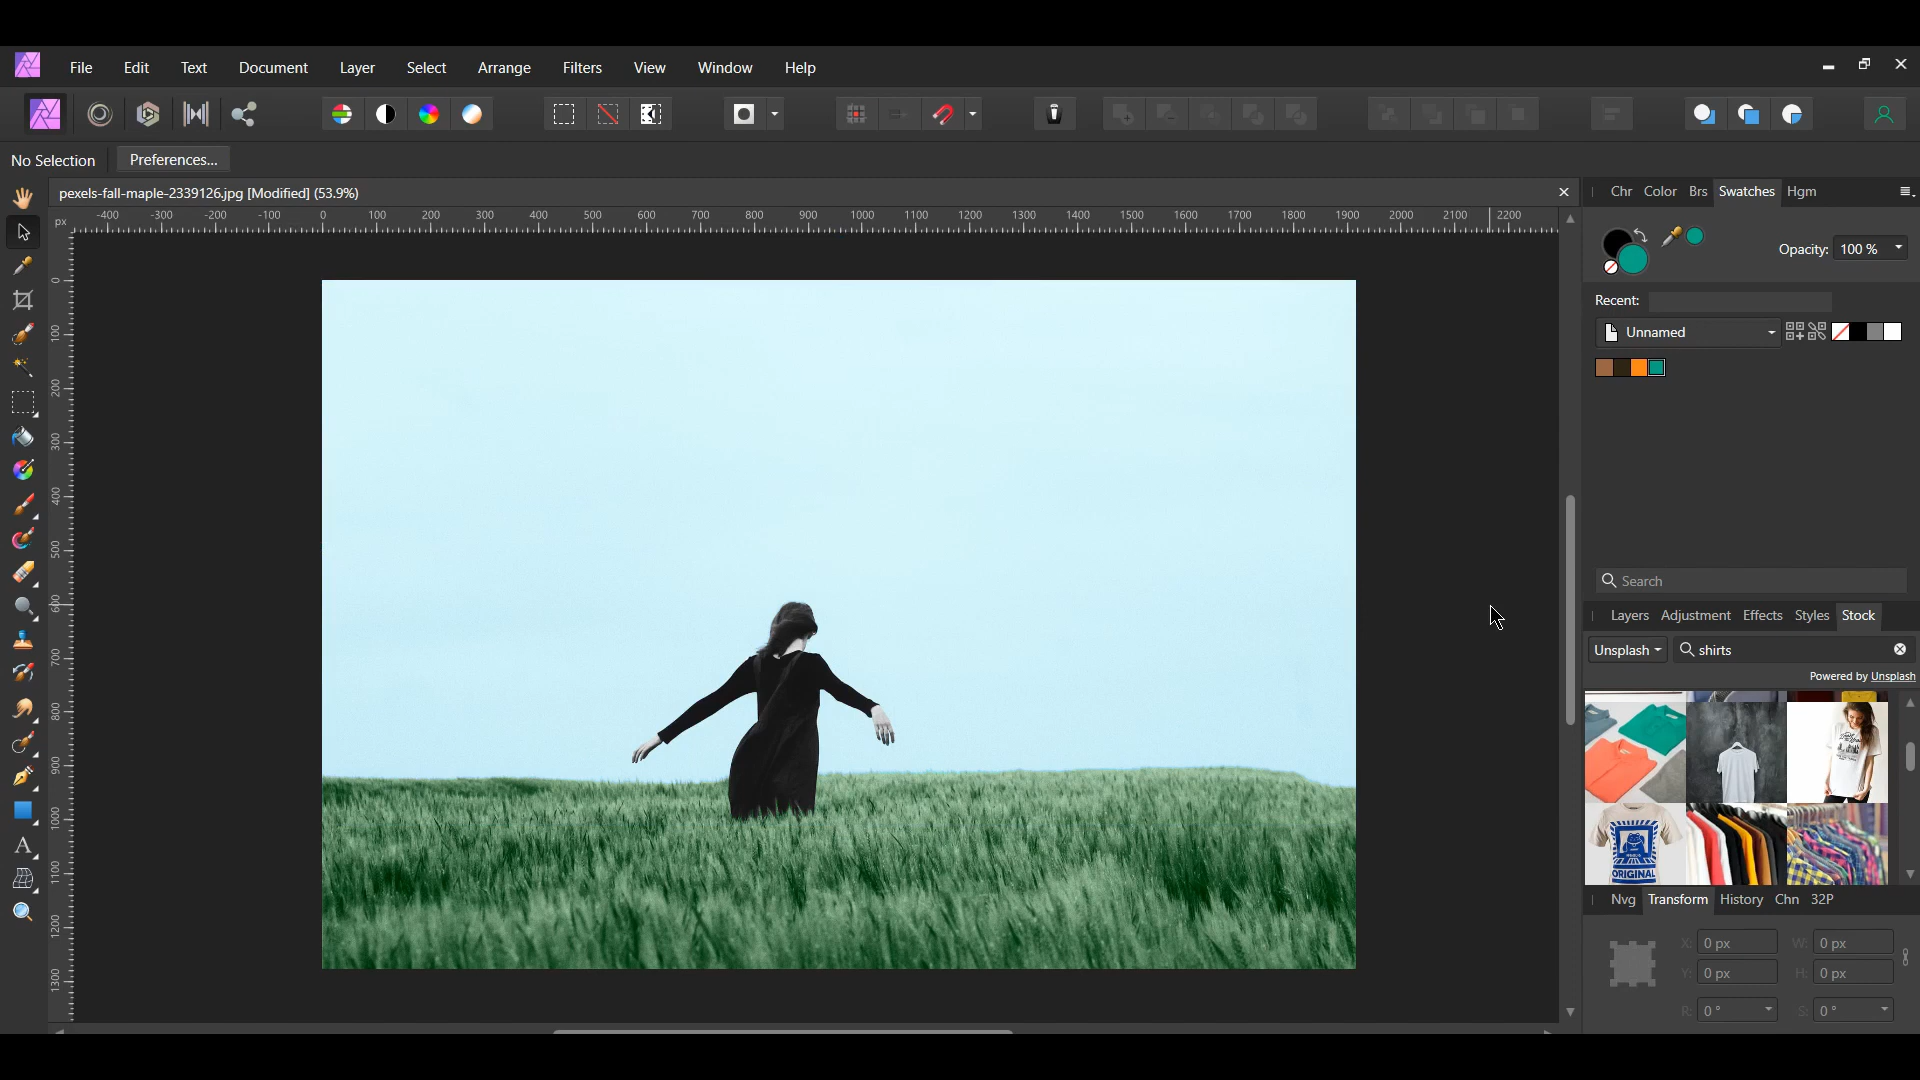 File Edit Text Document Layer Select Arrange Filters View Window Help
No Selection Preferences...
pexels-fall-maple-2339126.jpg [Modified] (53.9%)
px -400 -300 -200 -100 0 100 200 300 400 500 600 700 800 900 1000 1100 1200 1300 1400 1500 1600 1700 1800 1900 2000 2100 2200
0
100
200
300
400
500
600
700
800
900
1000
1100
1200
1300
Chr Color Brs Swatches Hgm
Opacity: 100 %
Recent:
Unnamed
Search
Layers Adjustment Effects Styles Stock
Unsplash shirts
Powered by Unsplash
ORIGINAL
Nvg Transform History Chn 32P
X: 0 px W: 0 px
Y: 0 px H: 0 px
R: 0 ° S: 0 °